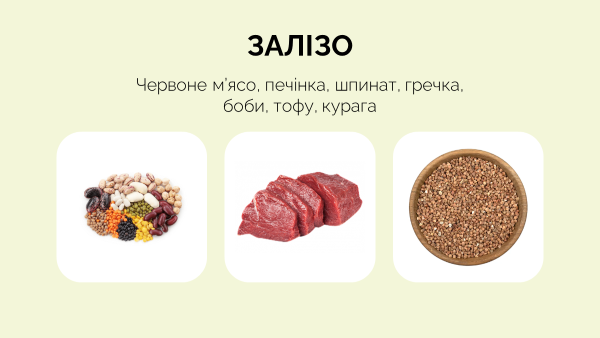 ЗАЛІЗО
Червоне м'ясо, печінка, шпинат, гречка,
боби, тофу, курага